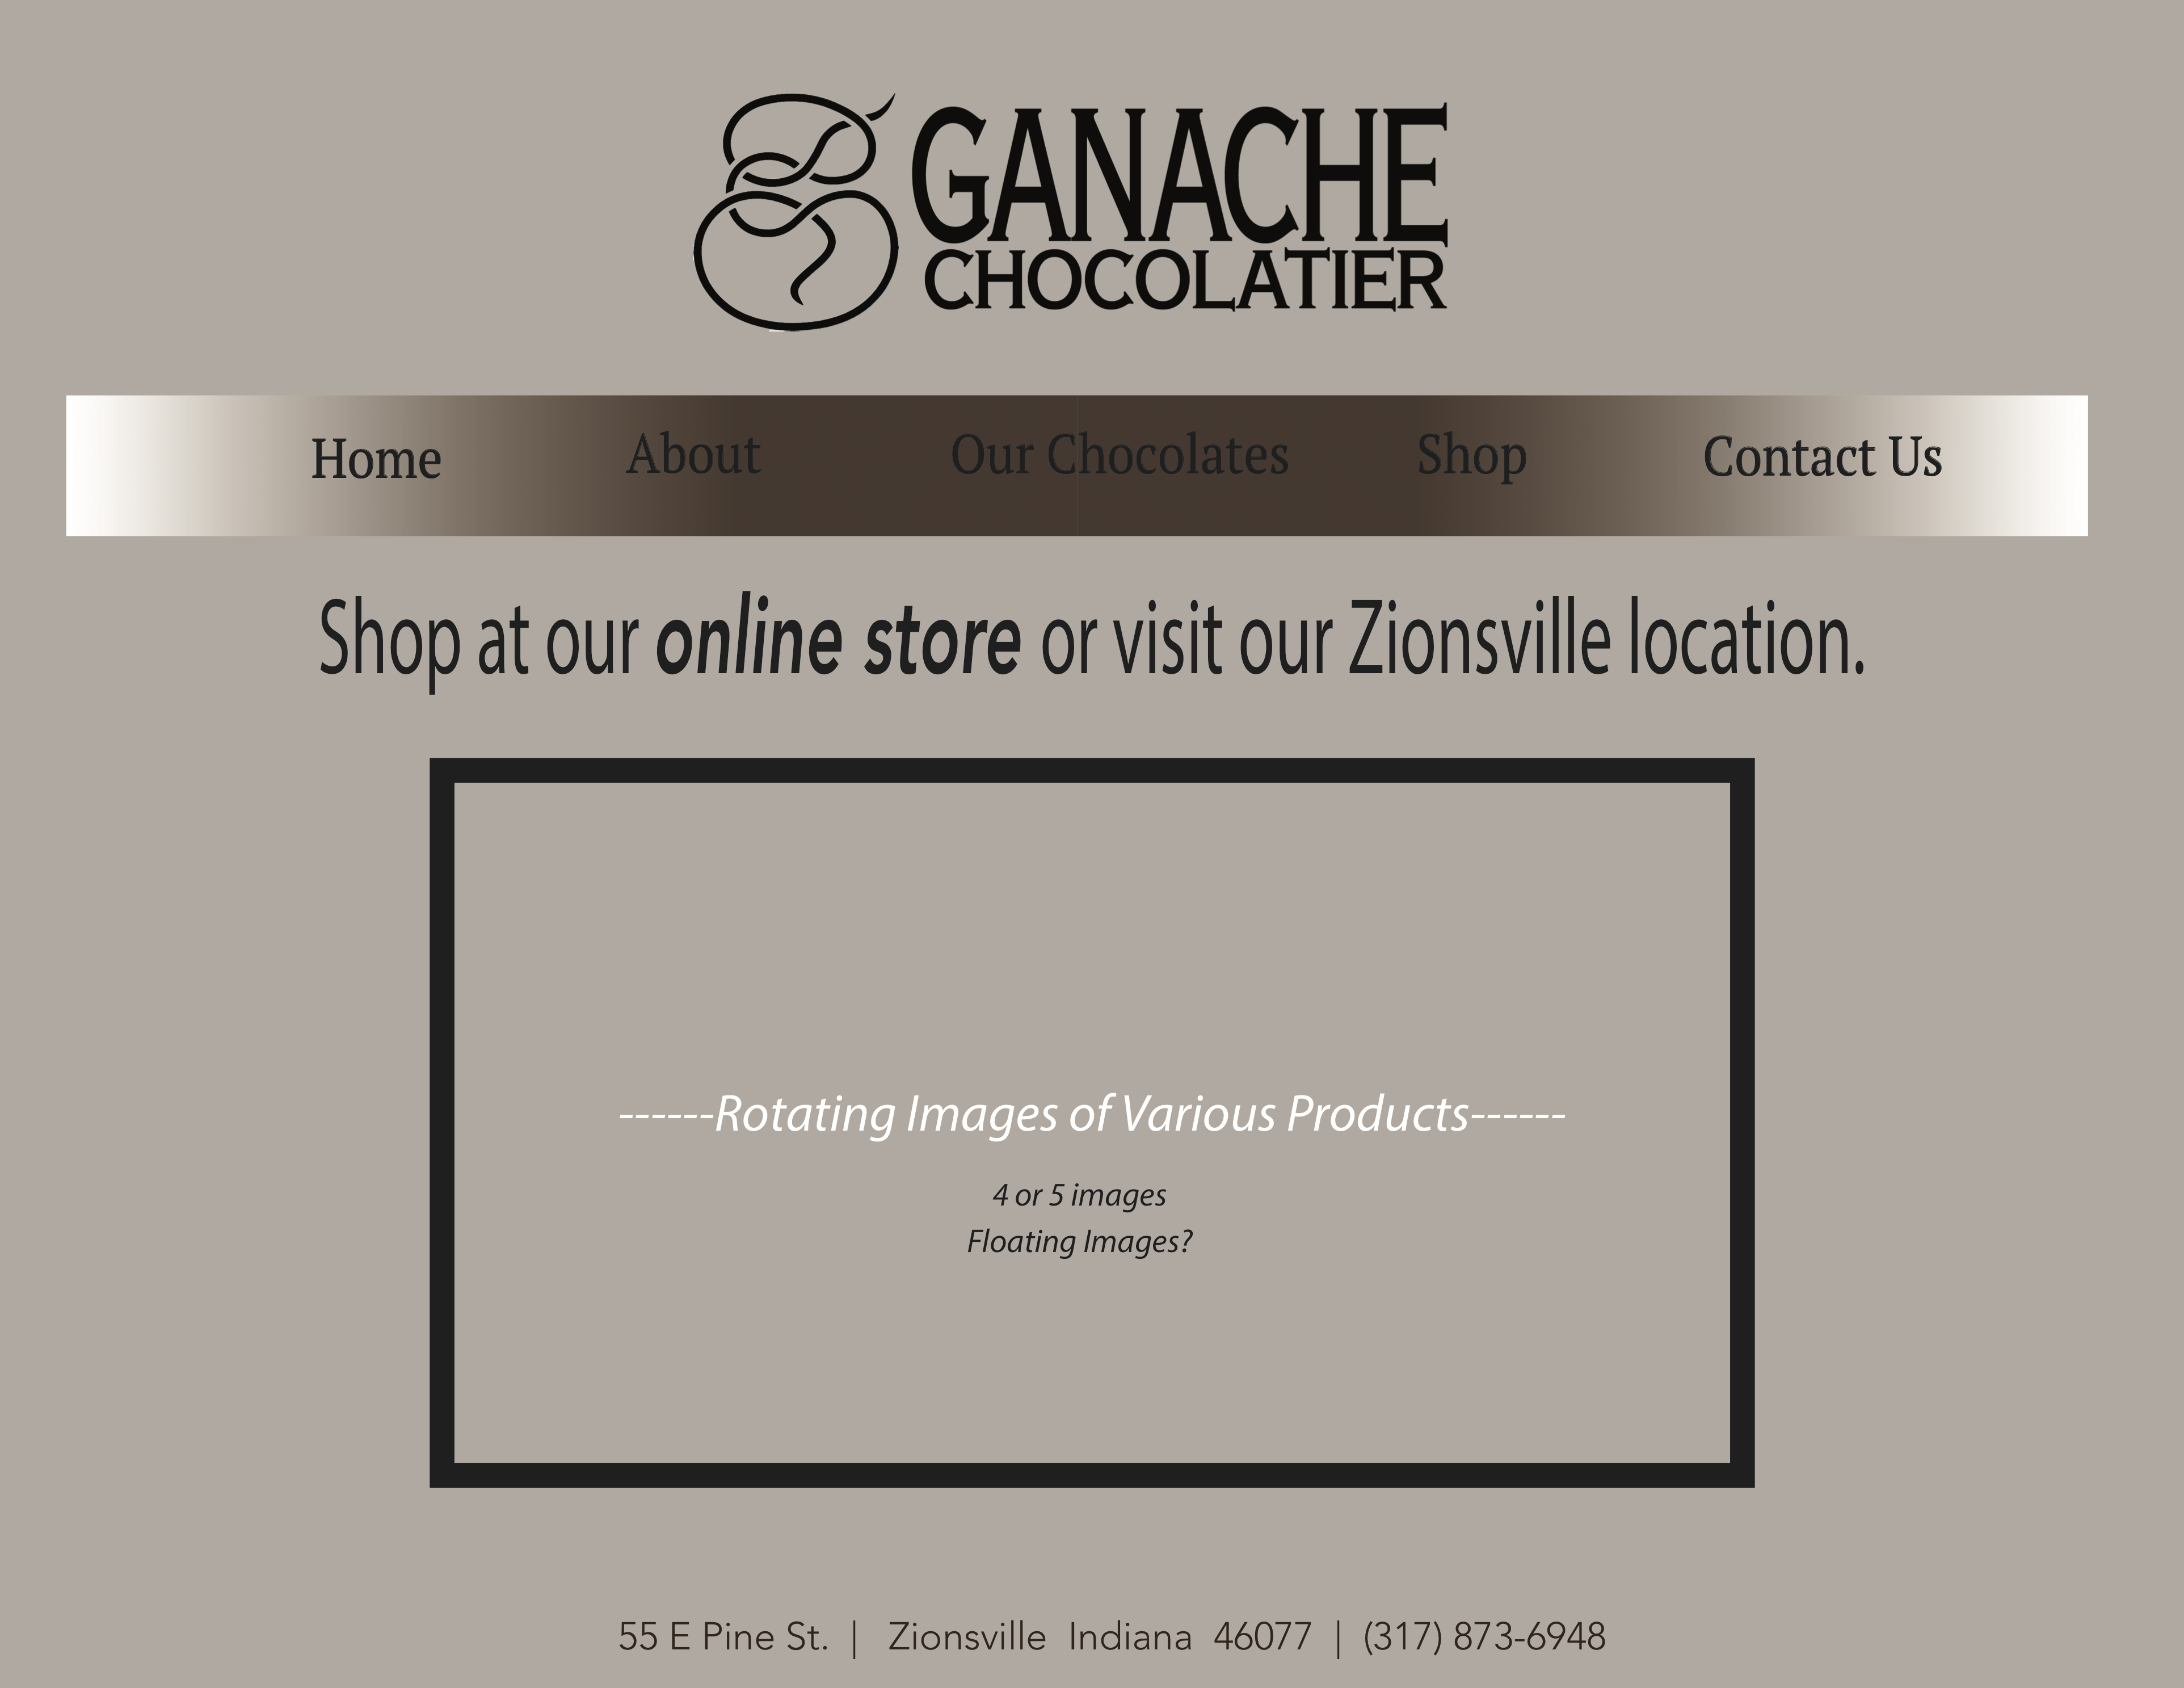 GANACHE
CHOCOLATIER
Home About Our Chocolates Shop Contact Us
Shop at our online store or visit our Zionsville location.
------Rotating Images of Various Products------
4 or 5 images
Floating Images?
55 E Pine St. | Zionsville Indiana 46077 | (317) 873-6948